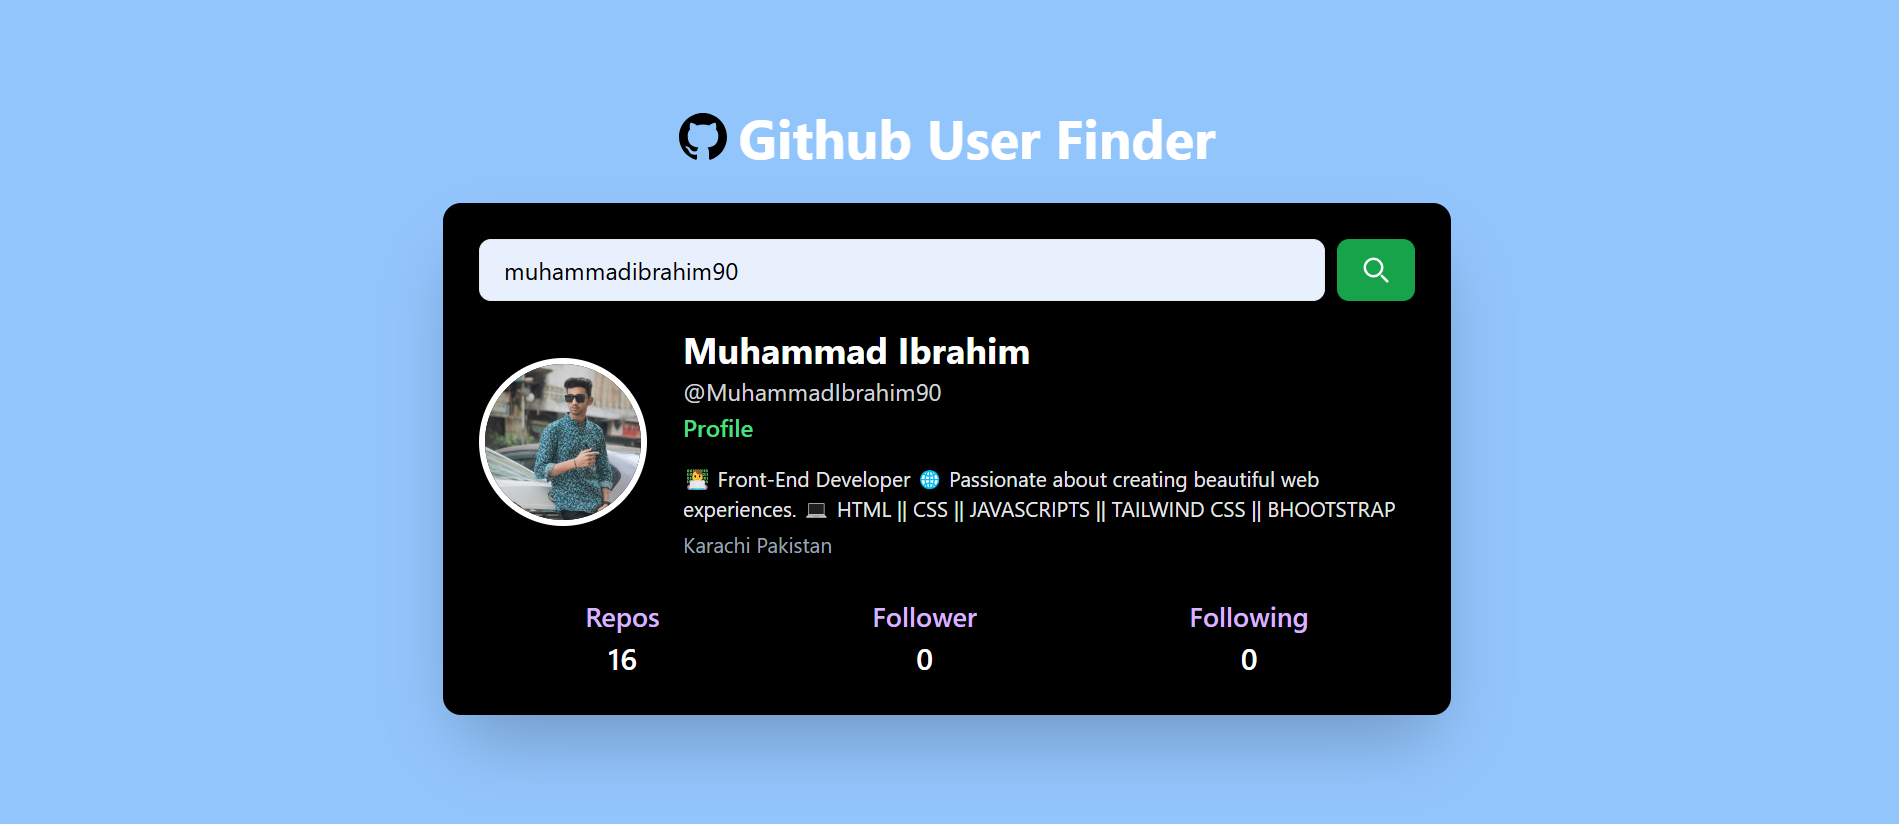 Github User Finder
muhammadibrahim90
Muhammad Ibrahim
@MuhammadIbrahim90
Profile
👨‍💻 Front-End Developer 🌐 Passionate about creating beautiful web
experiences. 💻 HTML || CSS || JAVASCRIPTS || TAILWIND CSS || BHOOTSTRAP
Karachi Pakistan
Repos Follower Following
16 0 0